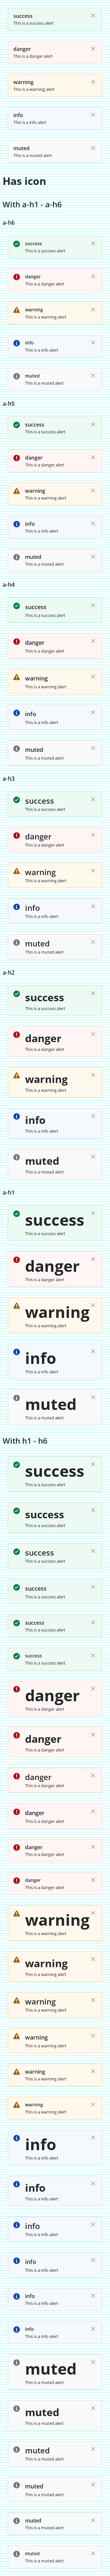 success
This is a success alert
danger
This is a danger alert
warning
This is a warning alert
info
This is a info alert
muted
This is a muted alert
Has icon
With a-h1 - a-h6
a-h6
success
This is a success alert
danger
This is a danger alert
warning
This is a warning alert
info
This is a info alert
muted
This is a muted alert
a-h5
success
This is a success alert
danger
This is a danger alert
warning
This is a warning alert
info
This is a info alert
muted
This is a muted alert
a-h4
success
This is a success alert
danger
This is a danger alert
warning
This is a warning alert
info
This is a info alert
muted
This is a muted alert
a-h3
success
This is a success alert
danger
This is a danger alert
warning
This is a warning alert
info
This is a info alert
muted
This is a muted alert
a-h2
success
This is a success alert
danger
This is a danger alert
warning
This is a warning alert
info
This is a info alert
muted
This is a muted alert
a-h1
success
This is a success alert
danger
This is a danger alert
warning
This is a warning alert
info
This is a info alert
muted
This is a muted alert
With h1 - h6
success
This is a success alert
success
This is a success alert
success
This is a success alert
success
This is a success alert
success
This is a success alert
success
This is a success alert
danger
This is a danger alert
danger
This is a danger alert
danger
This is a danger alert
danger
This is a danger alert
danger
This is a danger alert
danger
This is a danger alert
warning
This is a warning alert
warning
This is a warning alert
warning
This is a warning alert
warning
This is a warning alert
warning
This is a warning alert
warning
This is a warning alert
info
This is a info alert
info
This is a info alert
info
This is a info alert
info
This is a info alert
info
This is a info alert
info
This is a info alert
muted
This is a muted alert
muted
This is a muted alert
muted
This is a muted alert
muted
This is a muted alert
muted
This is a muted alert
muted
This is a muted alert